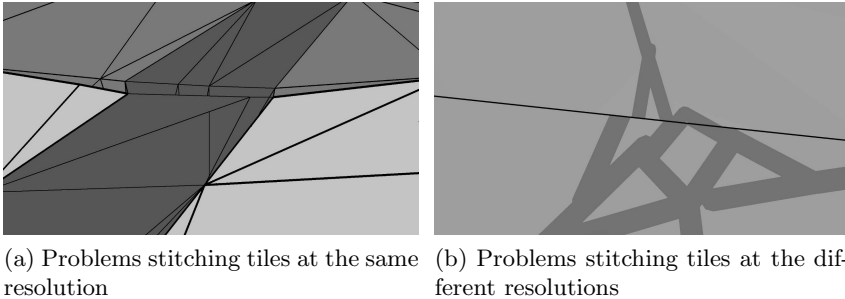 (a) Problems stitching tiles at the same
resolution
(b) Problems stitching tiles at the dif-
ferent resolutions